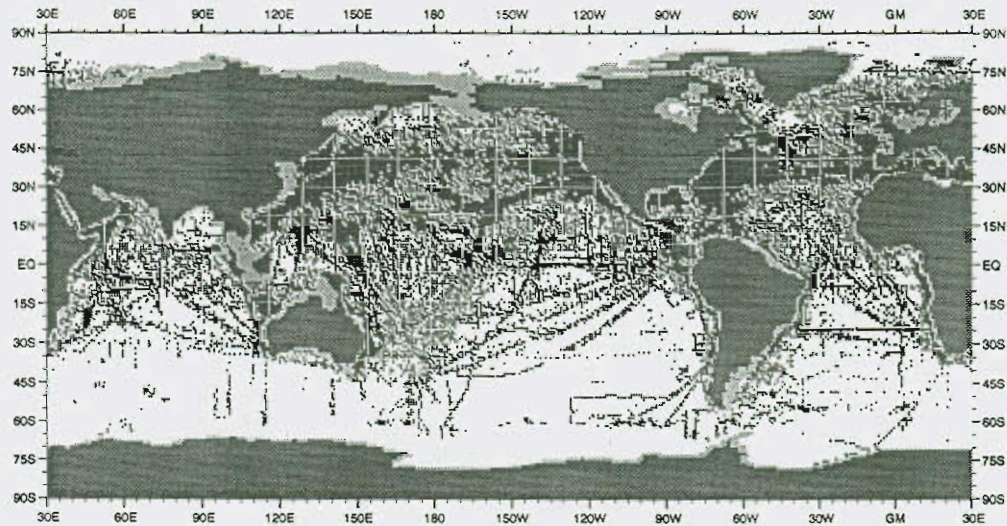 30E 60E 90E 120E 150E 180 150W 120W 90W 60W 30W GM 30E
90N 90N
75N 75N
60N 60N
45N 45N
30N 30N
15N 15N
EQ EQ
15S 15S
30S 30S
45S 45S
60S 60S
75S 75S
90S 90S
30E 60E 90E 120E 150E 180 150W 120W 90W 60W 30W GM 30E